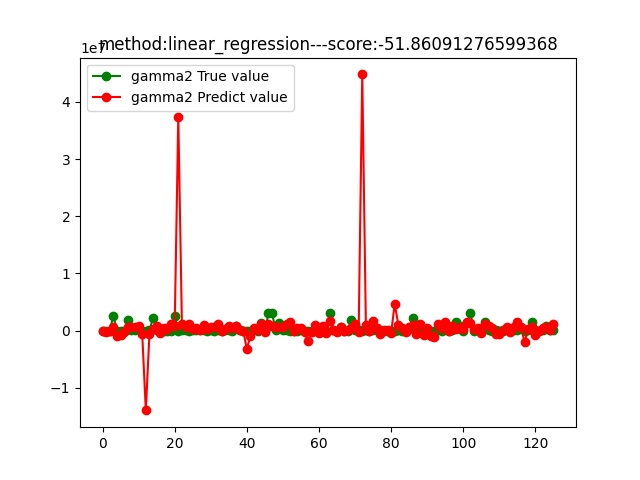 method:linear_regression---score:-51.86091276599368
1e7
gamma2 True value
gamma2 Predict value
4
3
2
1
0
−1
0 20 40 60 80 100 120